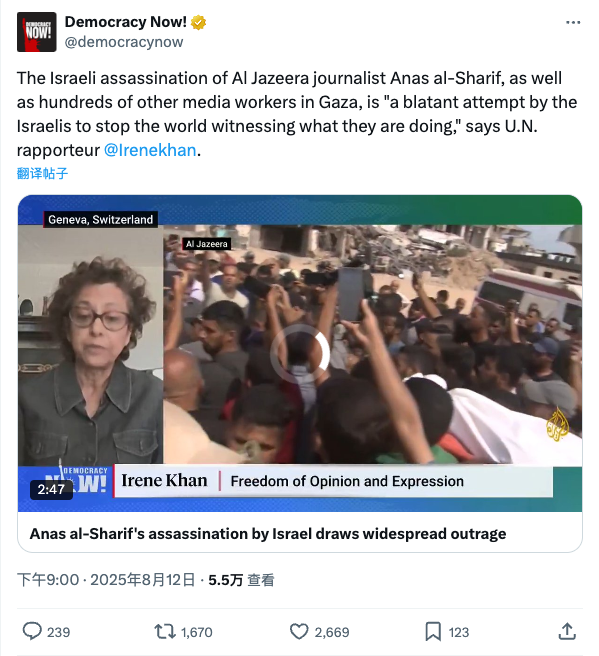 DEMOCRACY
NOW!
Democracy Now!
@democracynow
The Israeli assassination of Al Jazeera journalist Anas al-Sharif, as well
as hundreds of other media workers in Gaza, is "a blatant attempt by the
Israelis to stop the world witnessing what they are doing," says U.N.
rapporteur @Irenekhan.
翻译帖子
Geneva, Switzerland
Al Jazeera
DEMOCRACY
NOW!
2:47
Irene Khan
Freedom of Opinion and Expression
Anas al-Sharif's assassination by Israel draws widespread outrage
下午9:00 · 2025年8月12日 · 5.5万 查看
239
1,670
2,669
123